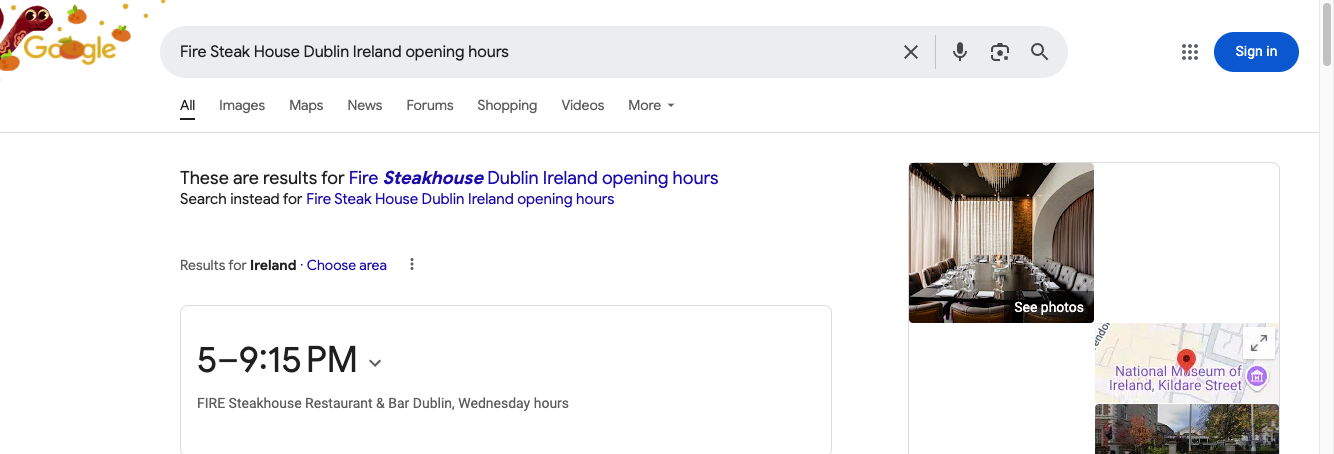 Google
Fire Steak House Dublin Ireland opening hours
Sign in
All Images Maps News Forums Shopping Videos More
These are results for Fire Steakhouse Dublin Ireland opening hours
Search instead for Fire Steak House Dublin Ireland opening hours
Results for Ireland · Choose area
See photos
5–9:15 PM
FIRE Steakhouse Restaurant & Bar Dublin, Wednesday hours
National Museum of
Ireland, Kildare Street